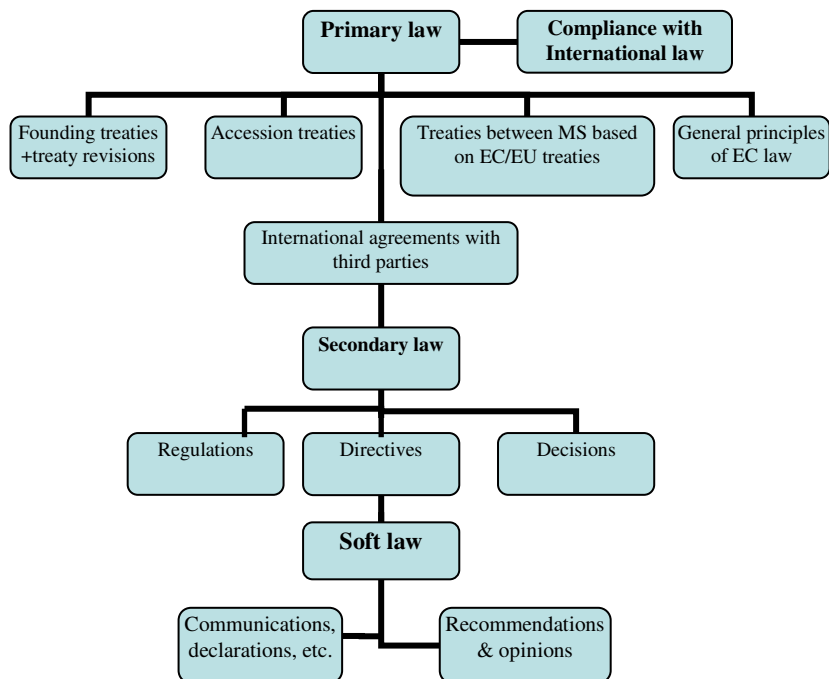 Primary law
Compliance with
International law
Founding treaties
+treaty revisions
Accession treaties
Treaties between MS based
on EC/EU treaties
General principles
of EC law
International agreements with
third parties
Secondary law
Regulations
Directives
Decisions
Soft law
Communications,
declarations, etc.
Recommendations
& opinions